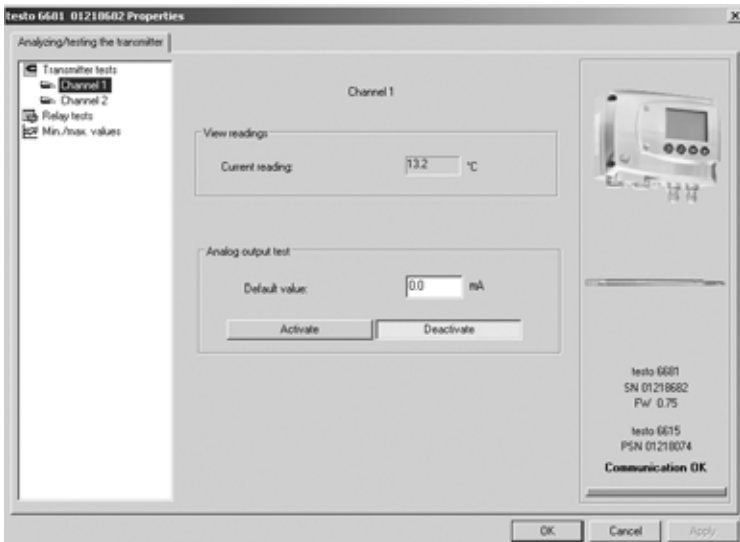 testo 6681 01218682 Properties
X
Analyzing/testing the transmitter
Transmitter tests
Channel 1
Channel 2
Relay tests
Min./max. values
Channel 1
View readings
Current reading: 13.2 °C
Analog output test
Default value: 0.0 mA
Activate Deactivate
testo 6681
SN 01218682
FW 0.75
testo 6615
PSN 01218074
Communication OK
OK Cancel Apply